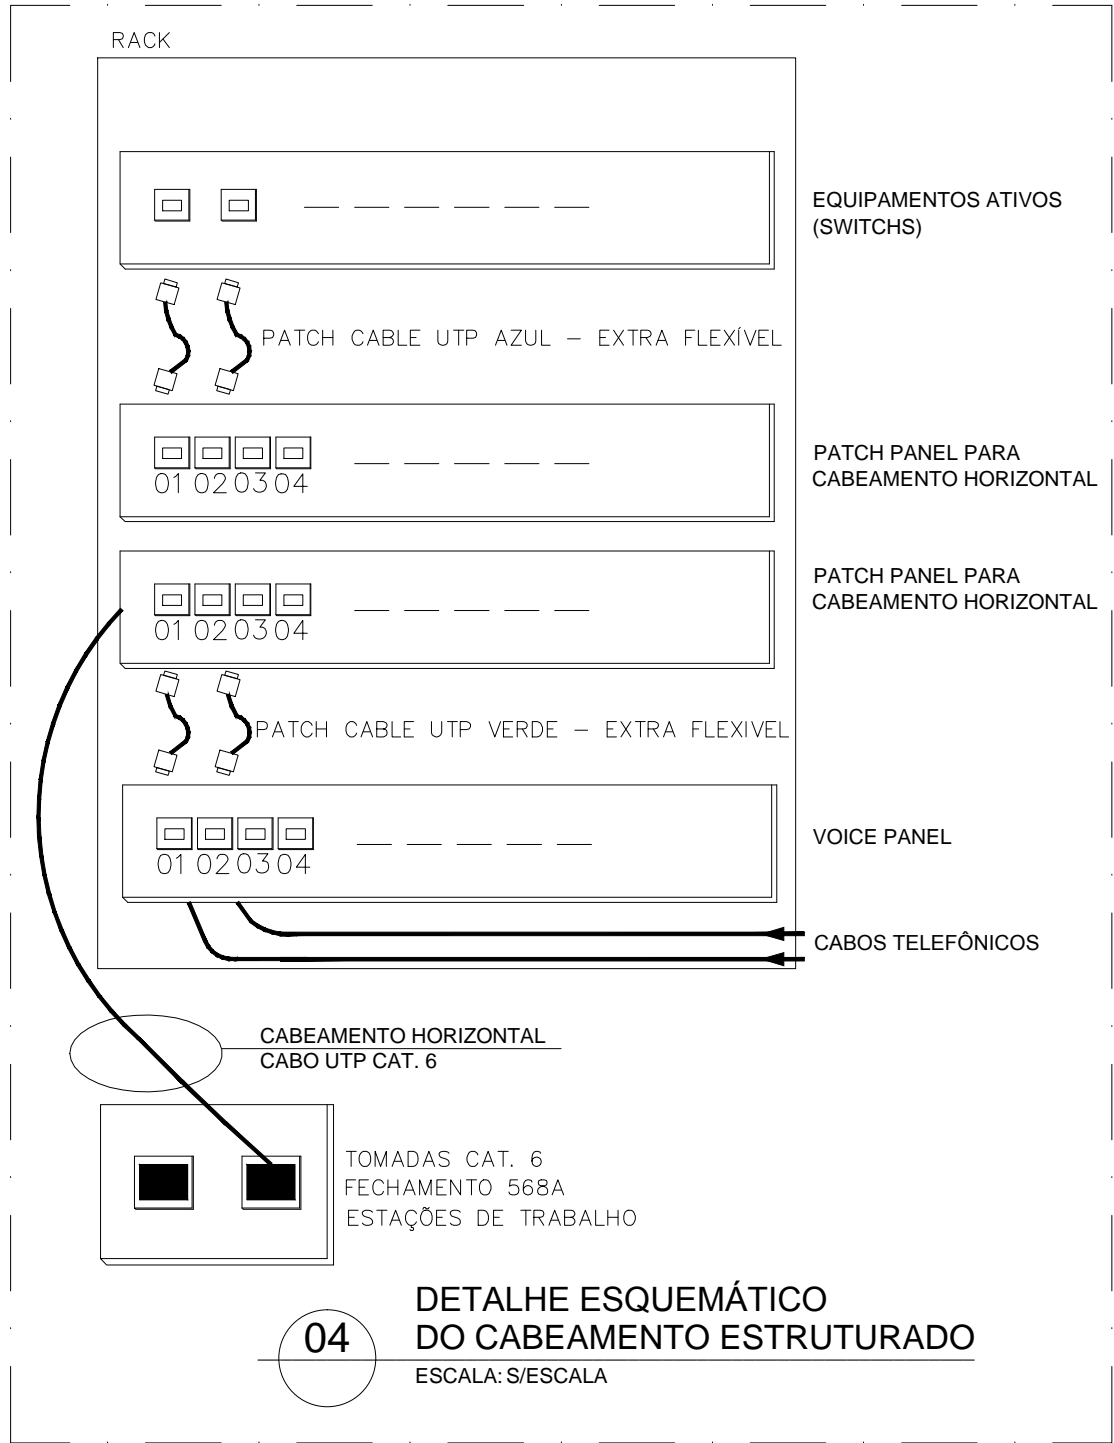 RACK
EQUIPAMENTOS ATIVOS
(SWITCHS)
PATCH CABLE UTP AZUL – EXTRA FLEXÍVEL
PATCH PANEL PARA
CABEAMENTO HORIZONTAL
01 02 03 04
PATCH PANEL PARA
CABEAMENTO HORIZONTAL
01 02 03 04
PATCH CABLE UTP VERDE – EXTRA FLEXIVEL
VOICE PANEL
01 02 03 04
CABOS TELEFÔNICOS
CABEAMENTO HORIZONTAL
CABO UTP CAT. 6
TOMADAS CAT. 6
FECHAMENTO 568A
ESTAÇÕES DE TRABALHO
04
DETALHE ESQUEMÁTICO
DO CABEAMENTO ESTRUTURADO
ESCALA: S/ESCALA